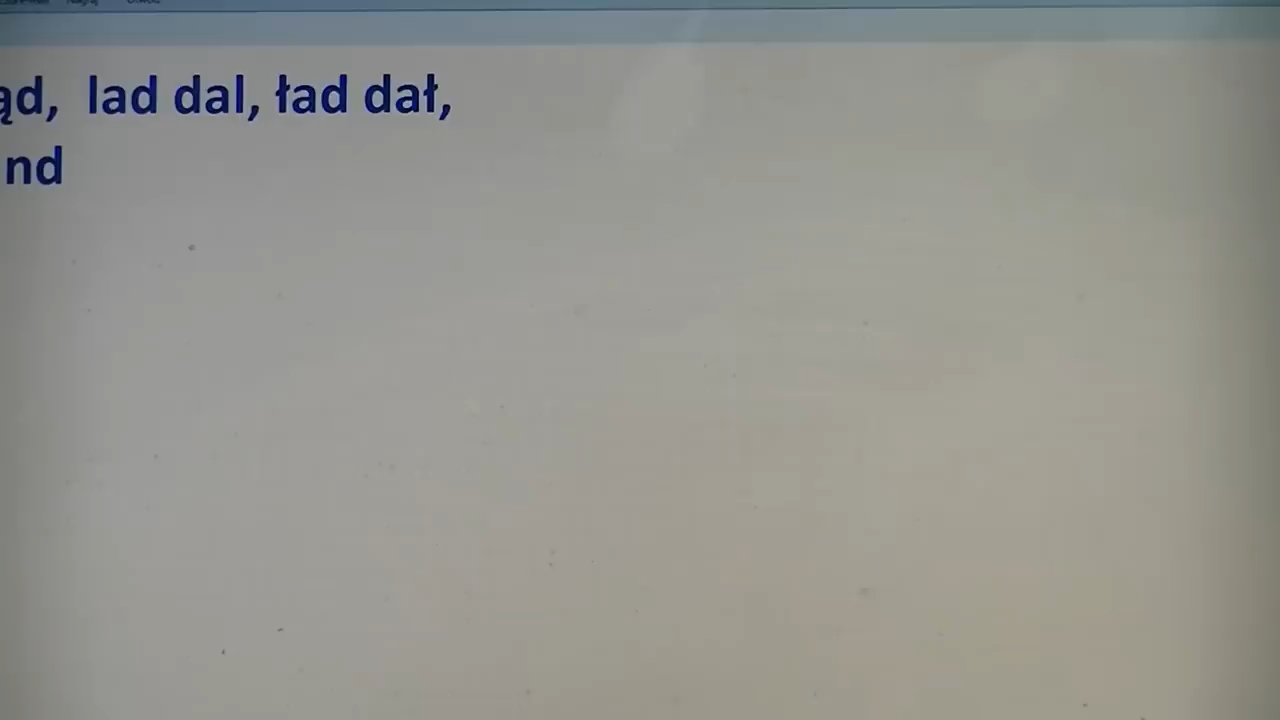 ąd, lad dal, ład dał,
nd